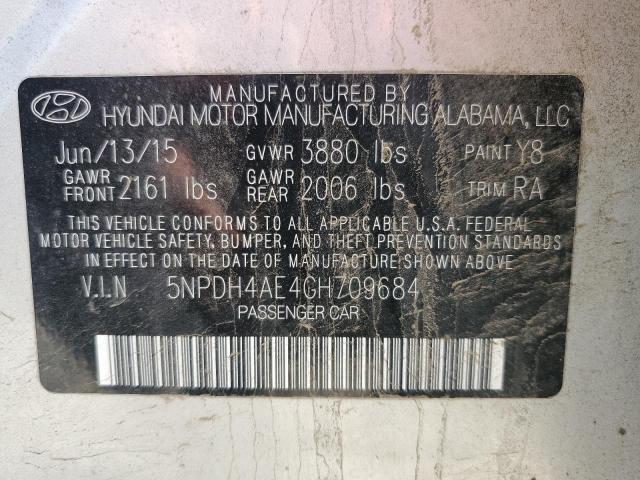 MANUFACTURED BY
HYUNDAI MOTOR MANUFACTURING ALABAMA, LLC
Jun/13/15 GVWR 3880 lbs PAINT Y8
GAWR FRONT 2161 lbs GAWR REAR 2006 lbs TRIM RA
THIS VEHICLE CONFORMS TO ALL APPLICABLE U.S.A. FEDERAL
MOTOR VEHICLE SAFETY, BUMPER, AND THEFT PREVENTION STANDARDS
IN EFFECT ON THE DATE OF MANUFACTURE SHOWN ABOVE.
V.I.N 5NPDH4AE4GH709684
PASSENGER CAR